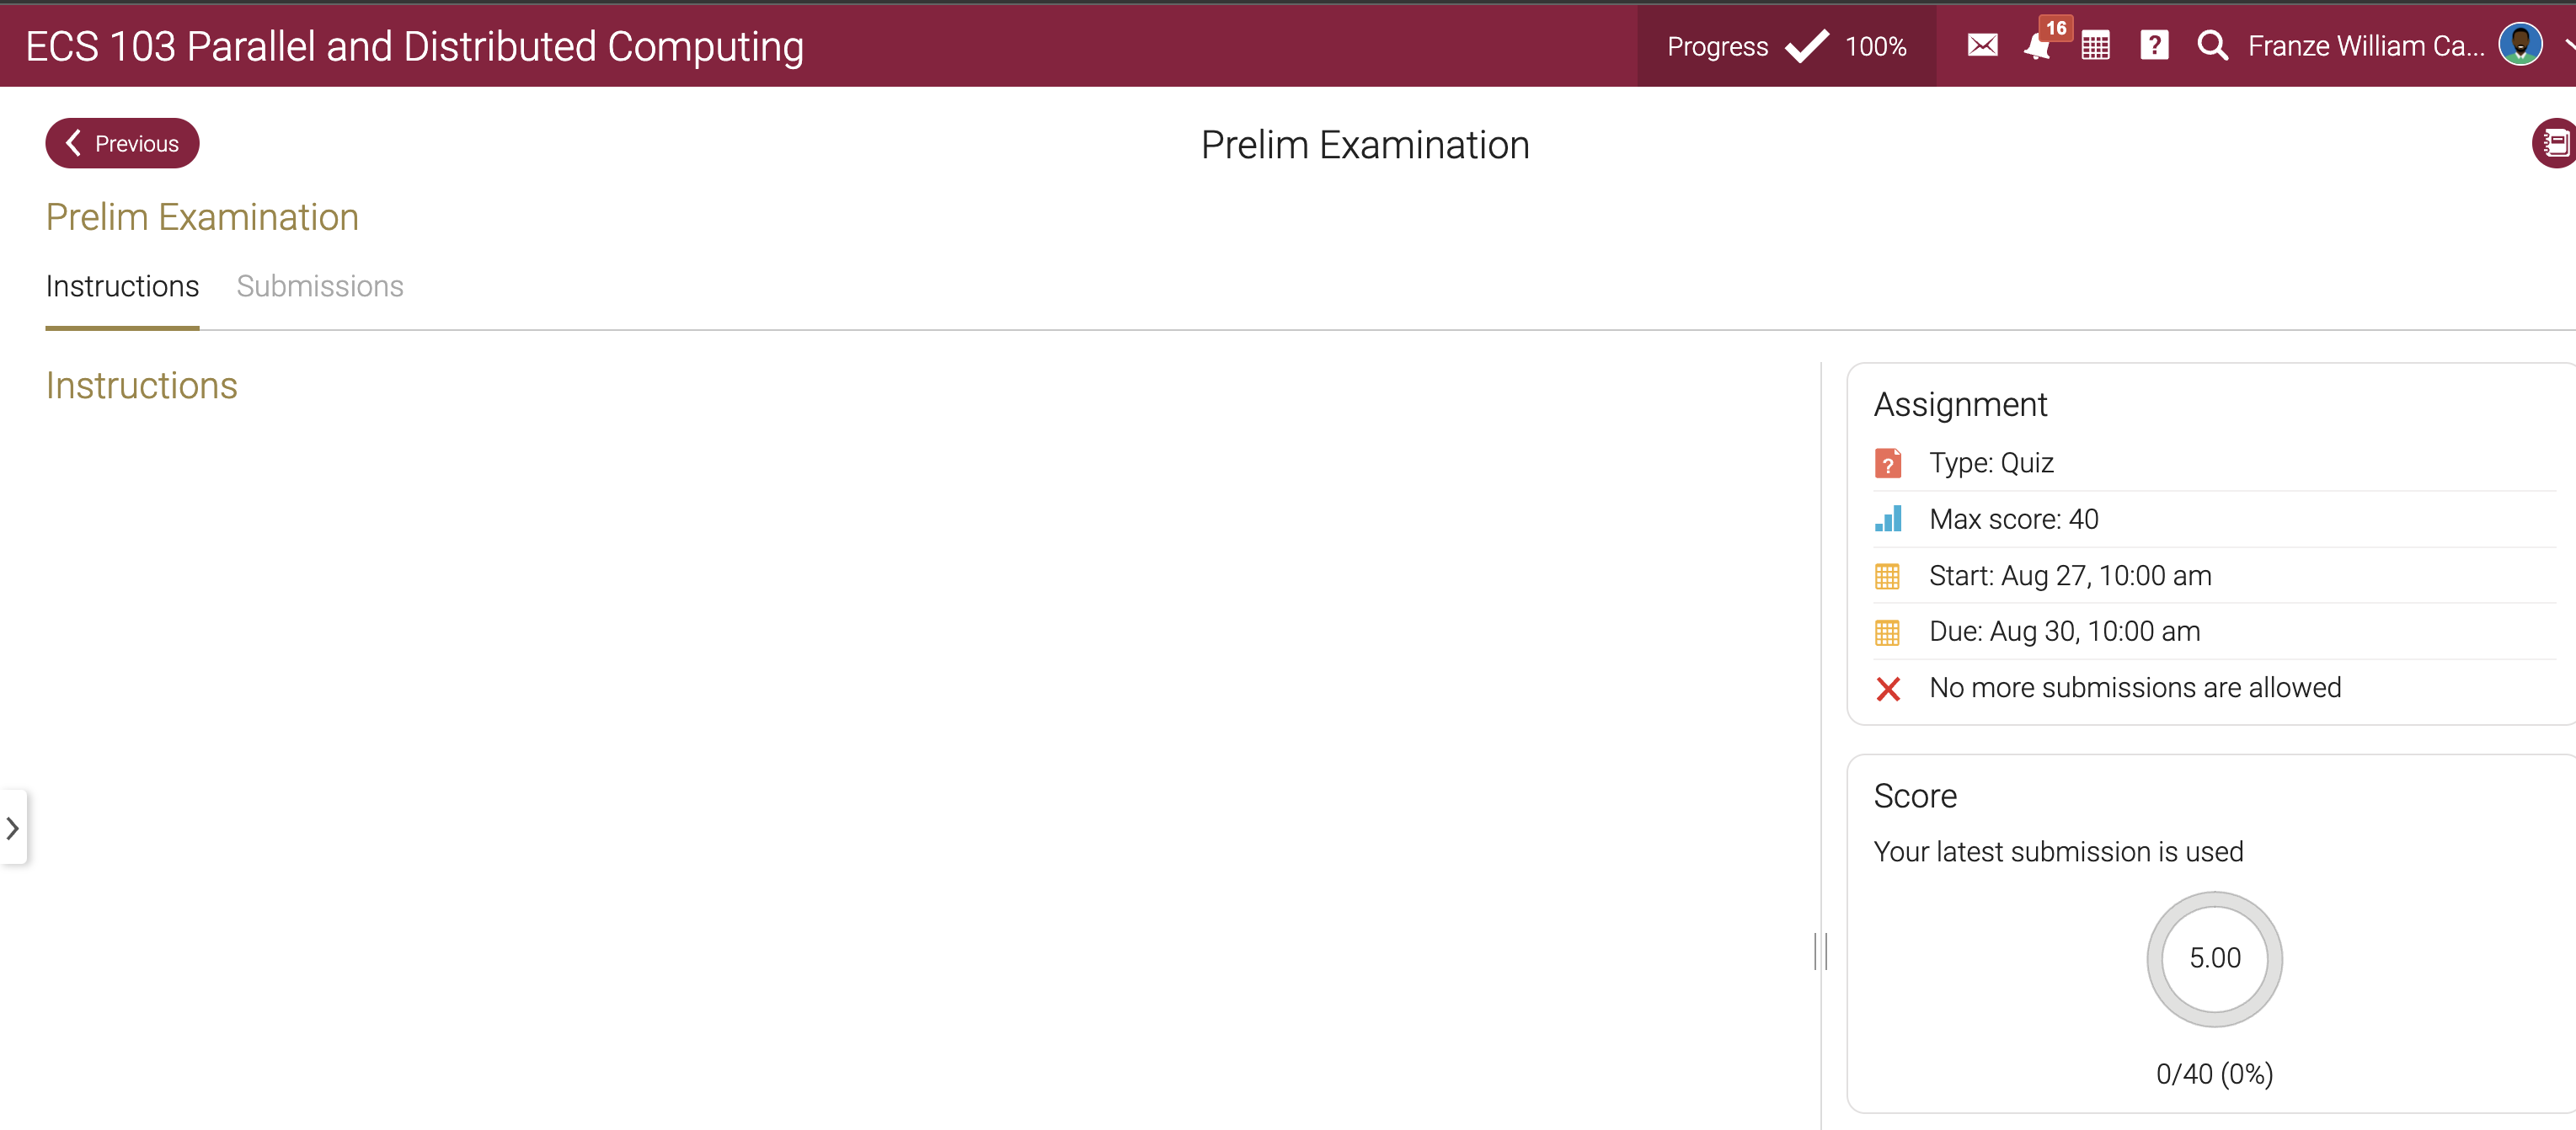 ECS 103 Parallel and Distributed Computing
Progress 100%
16
?
Franze William Ca...
Previous
Prelim Examination
Prelim Examination
Instructions Submissions
Instructions
Assignment
? Type: Quiz
Max score: 40
Start: Aug 27, 10:00 am
Due: Aug 30, 10:00 am
No more submissions are allowed
Score
Your latest submission is used
5.00
0/40 (0%)